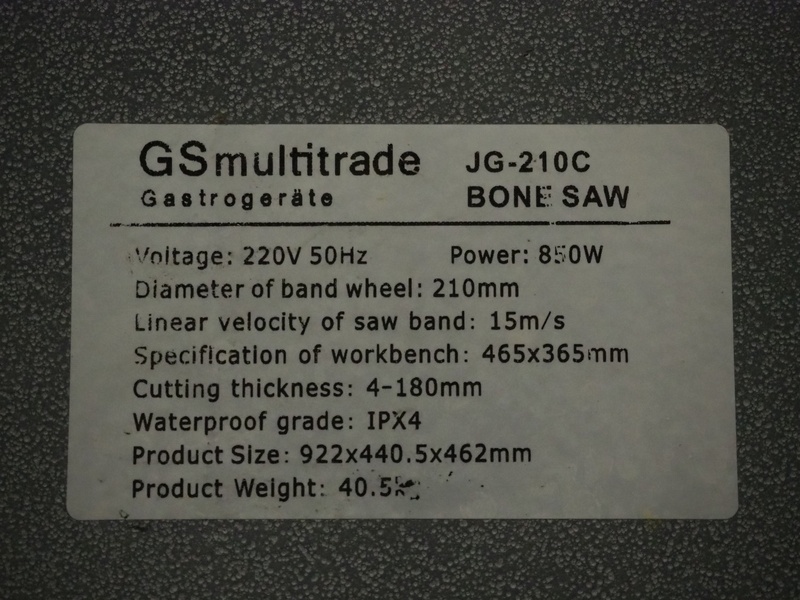 GSmultitrade JG-210C
Gastrogeräte BONE SAW
Voltage: 220V 50Hz Power: 850W
Diameter of band wheel: 210mm
Linear velocity of saw band: 15m/s
Specification of workbench: 465x365mm
Cutting thickness: 4-180mm
Waterproof grade: IPX4
Product Size: 922x440.5x462mm
Product Weight: 40.5kg